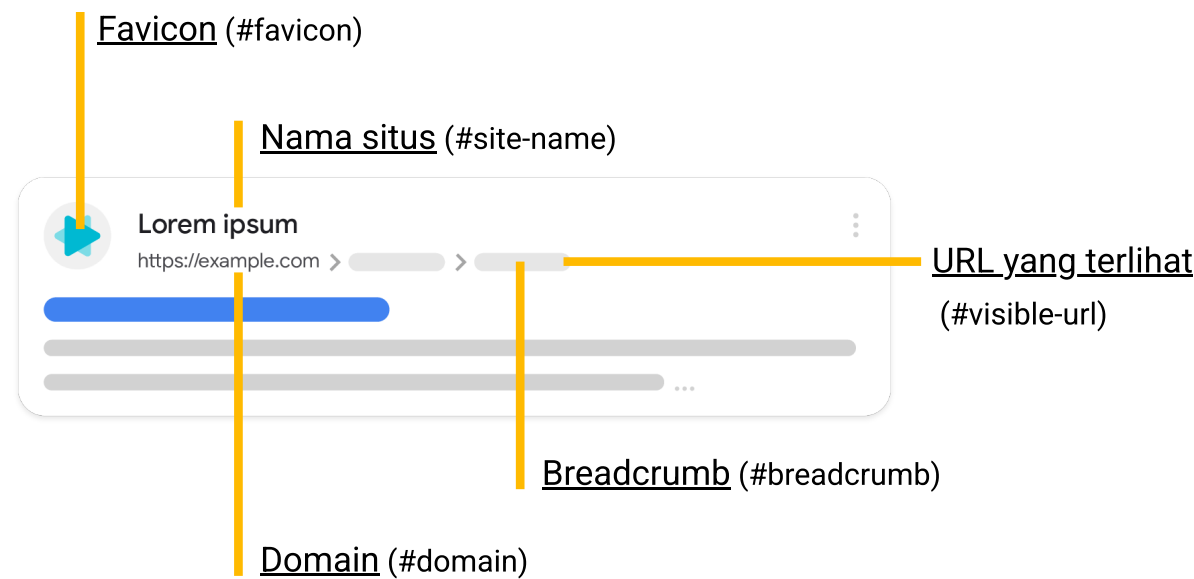 Favicon (#favicon)
Nama situs (#site-name)
Lorem ipsum
https://example.com
URL yang terlihat
(#visible-url)
...
Breadcrumb (#breadcrumb)
Domain (#domain)